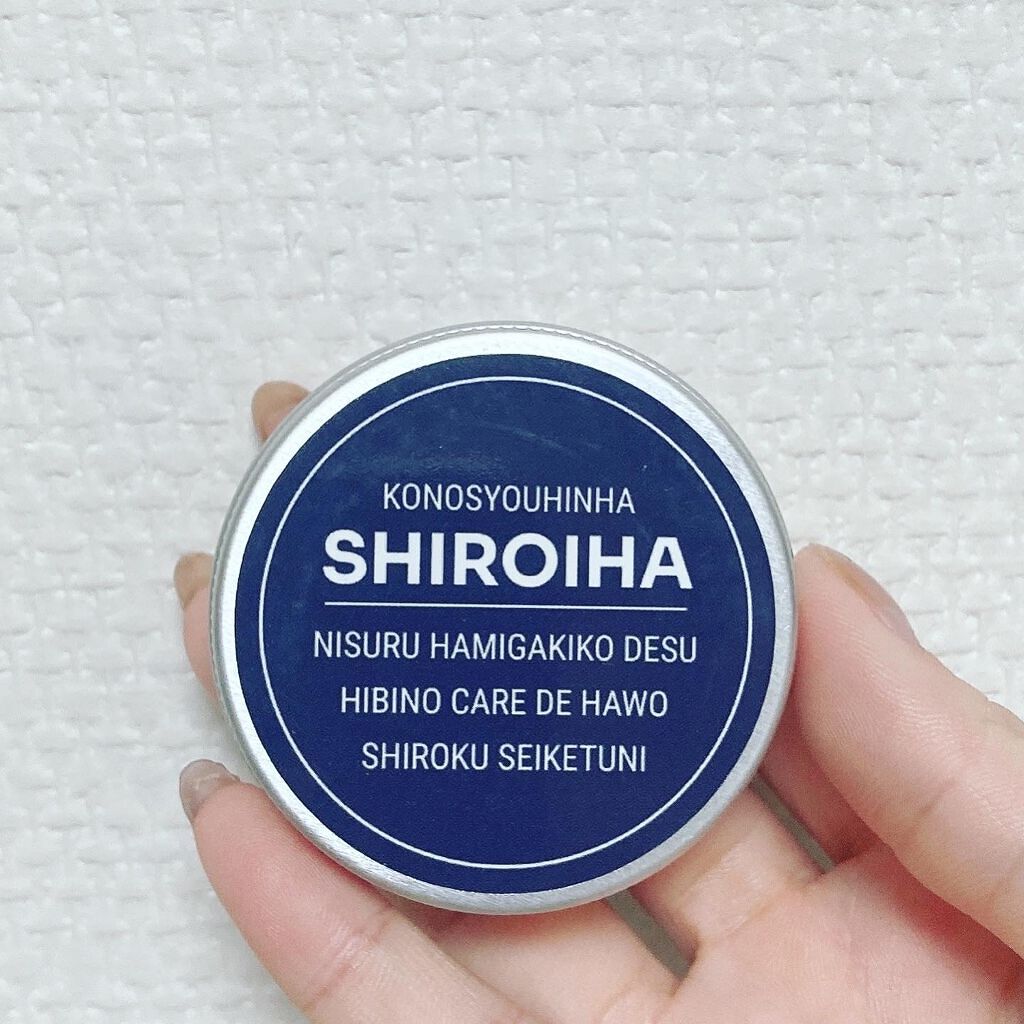 KONOSYOUHINHA
SHIROIHA
NISURU HAMIGAKIKO DESU
HIBINO CARE DE HAWO
SHIROKU SEIKETUNI